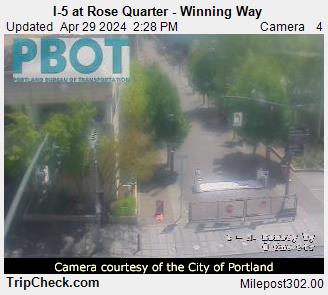 I-5 at Rose Quarter - Winning Way
Updated Apr 29 2024 2:28 PM Camera 4
PBOT
PORTLAND BUREAU OF TRANSPORTATION
Camera courtesy of the City of Portland
TripCheck.com Milepost302.00